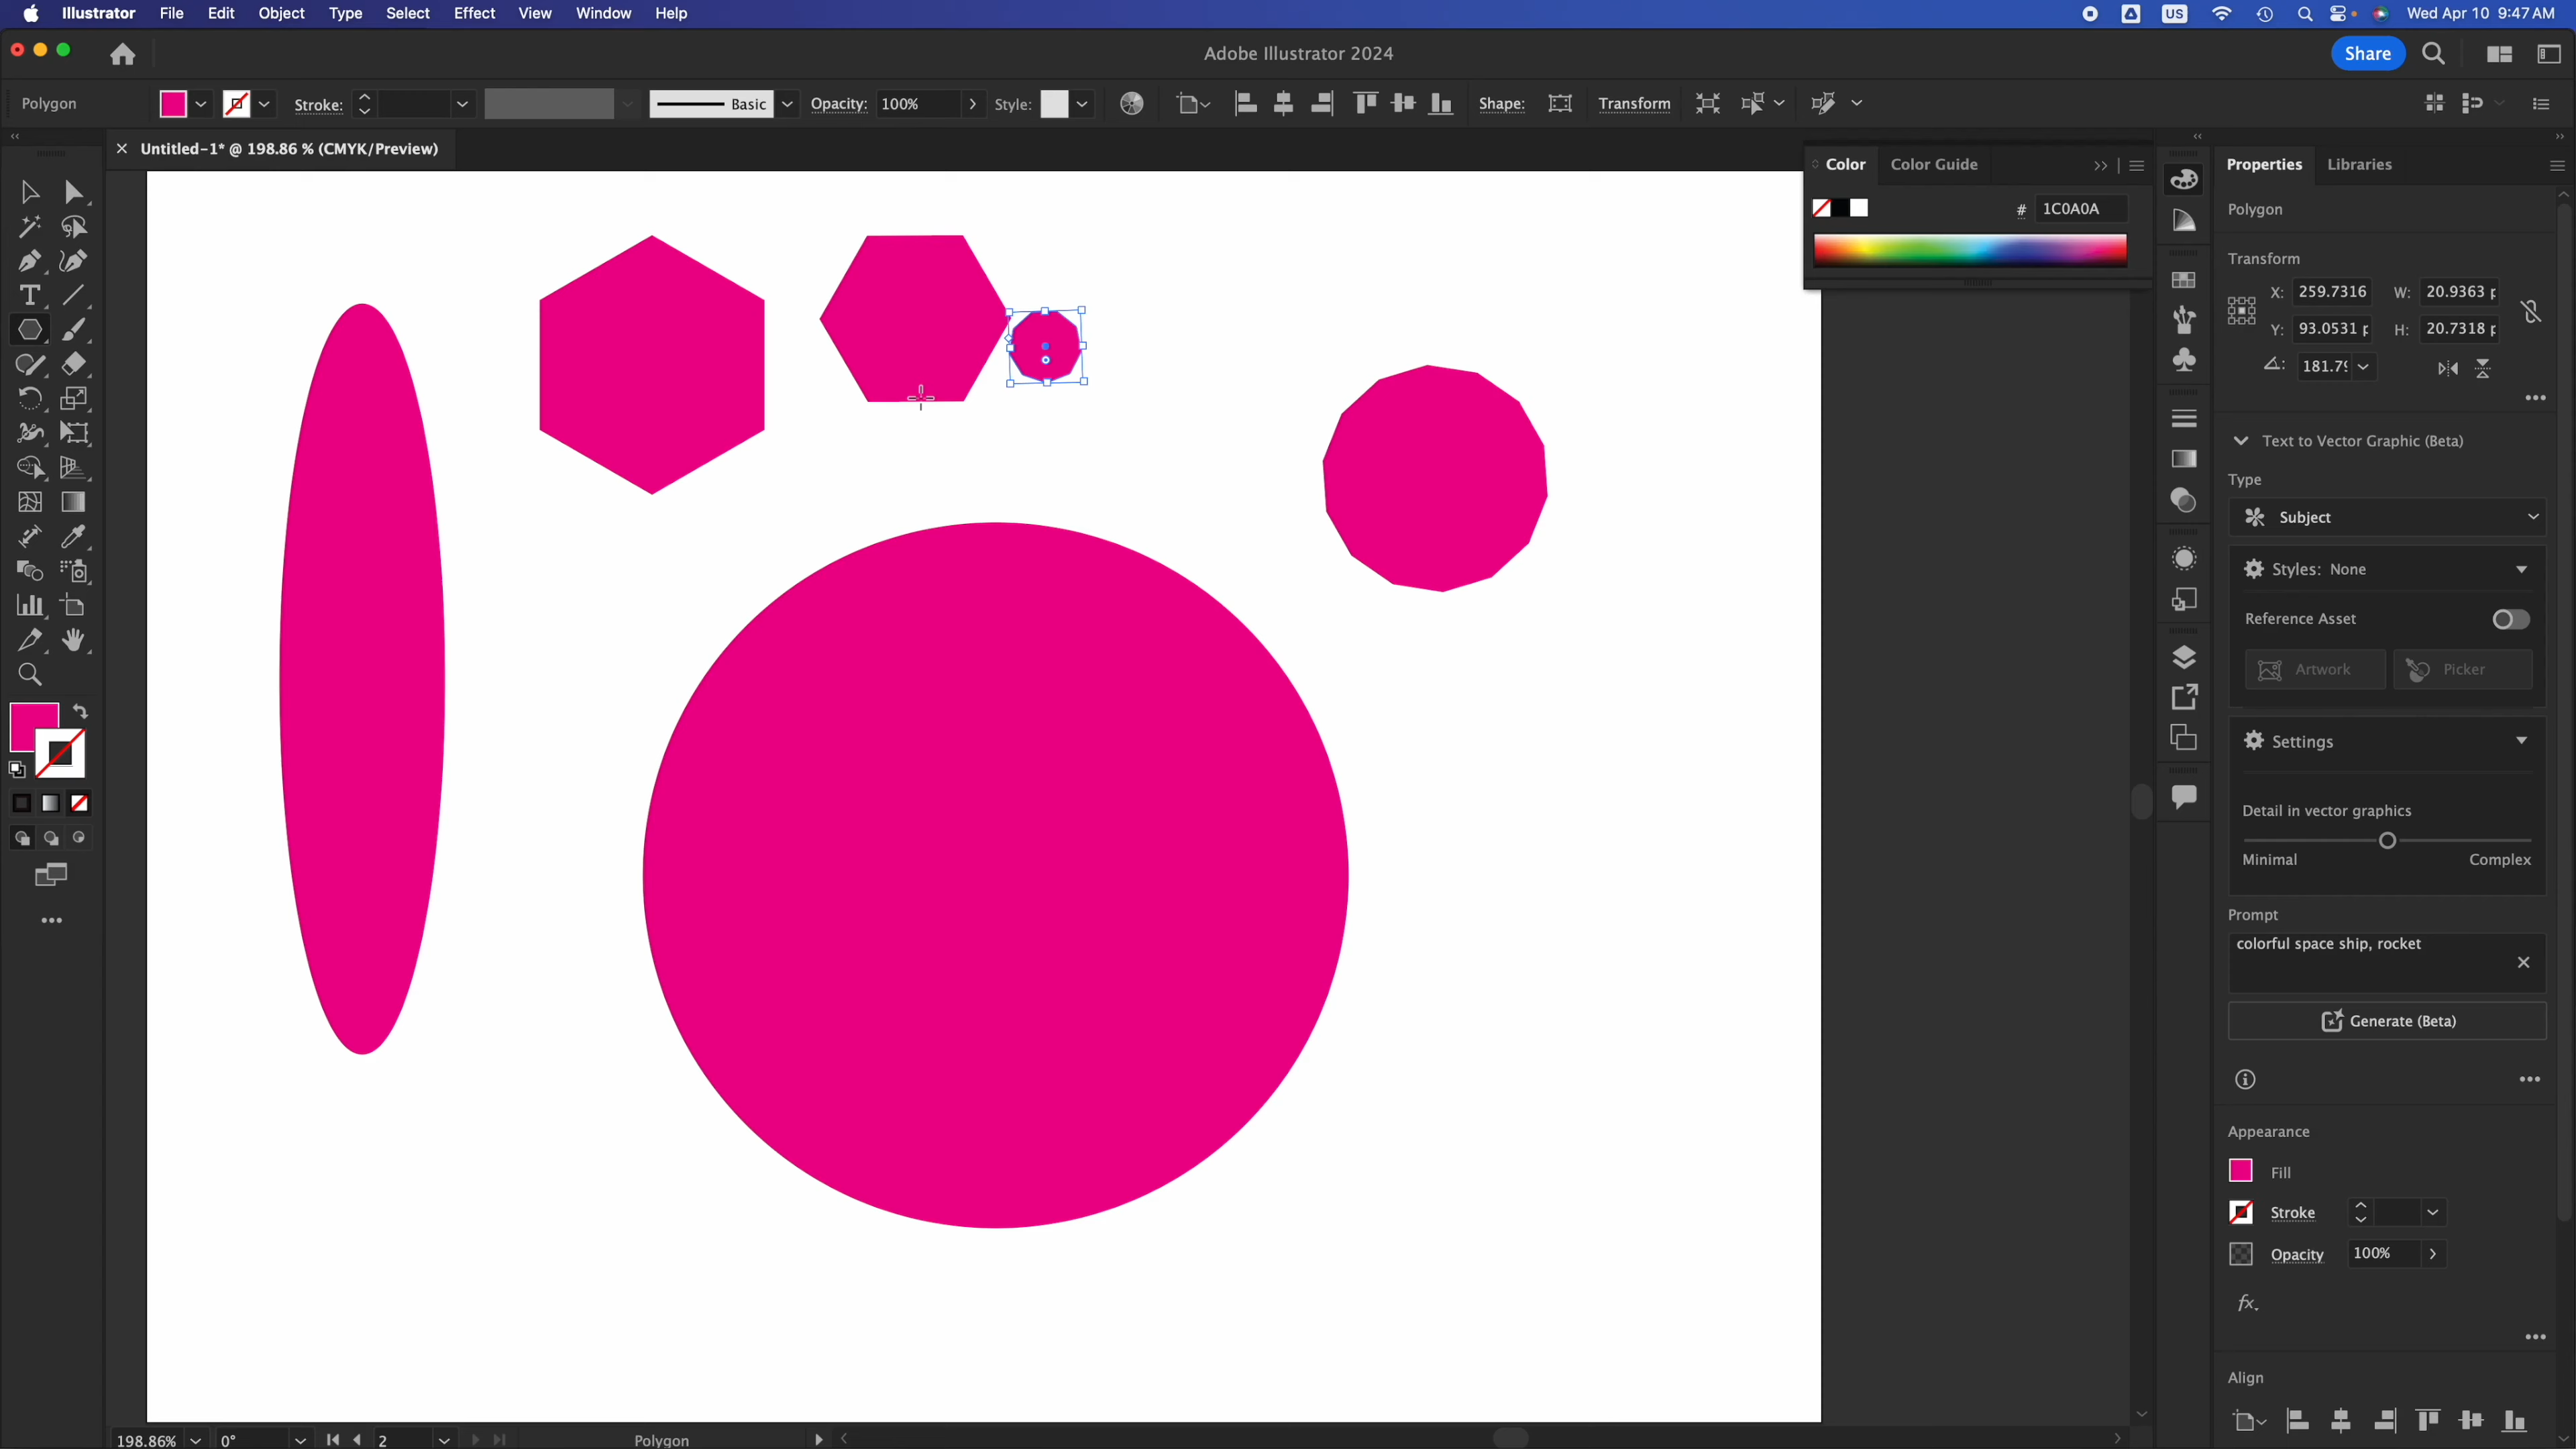 Illustrator File Edit Object Type Select Effect View Window Help US Wed Apr 10 9:47 AM
Adobe Illustrator 2024 Share
Polygon Stroke: Basic Opacity: 100% Style: Shape: Transform
× Untitled-1* @ 198.86 % (CMYK/Preview)
Color Color Guide
# 1C0A0A
Properties Libraries
Polygon
Transform
X: 259.7316 W: 20.9363 p
Y: 93.0531 p H: 20.7318 p
181.79
Text to Vector Graphic (Beta)
Type
Subject
Styles: None
Reference Asset
Artwork Picker
Settings
Detail in vector graphics
Minimal Complex
Prompt
colorful space ship, rocket
Generate (Beta)
Appearance
Fill
Stroke
Opacity 100%
fx.
Align
198.86% 0° 2 Polygon